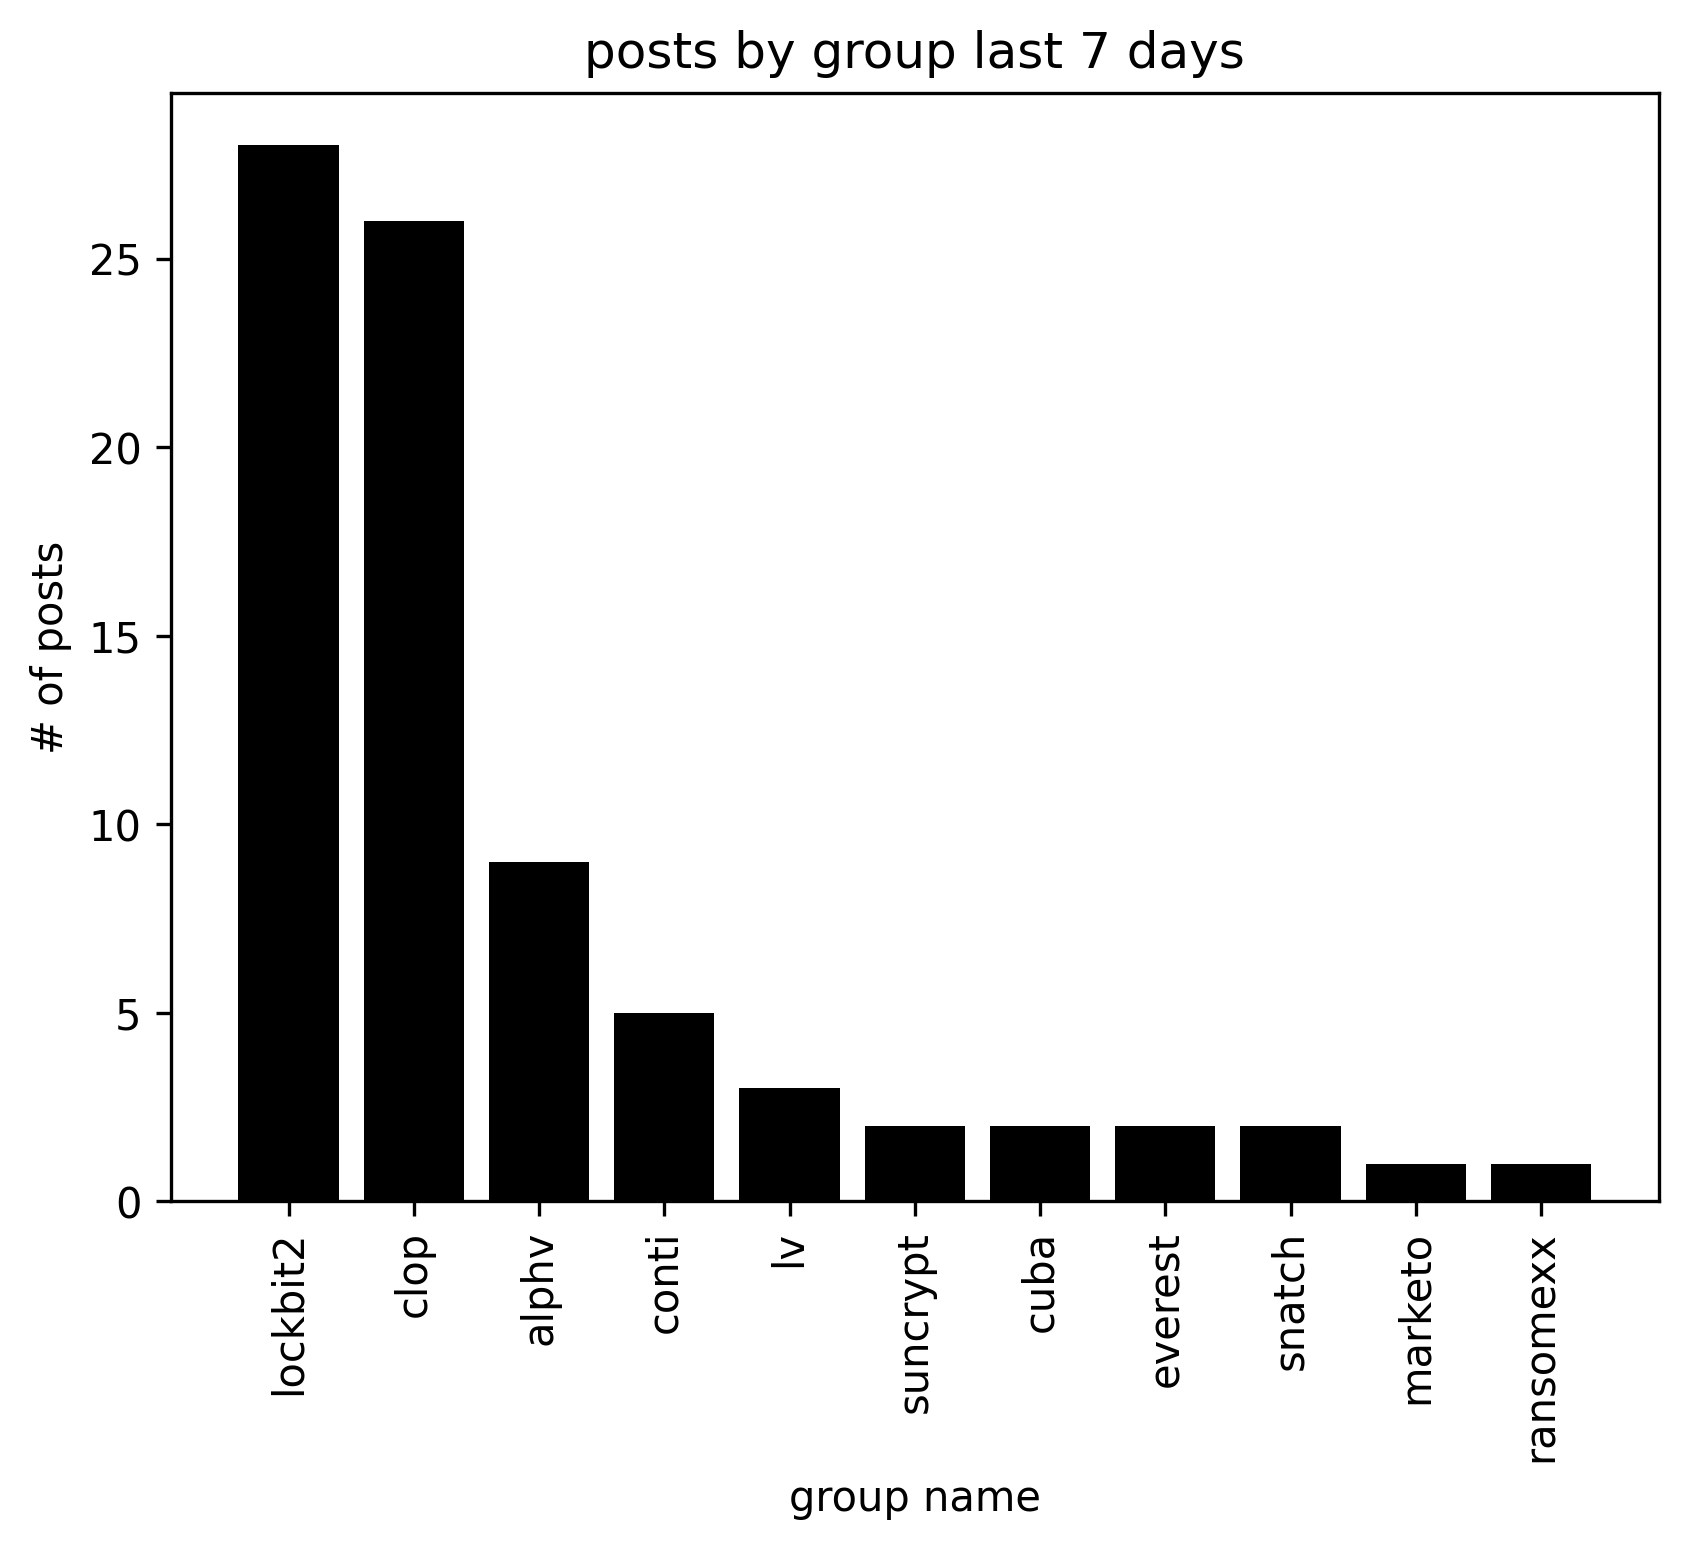 posts by group last 7 days
# of posts
25
20
15
10
5
0
lockbit2
clop
alphv
conti
lv
suncrypt
cuba
everest
snatch
marketo
ransomexx
group name